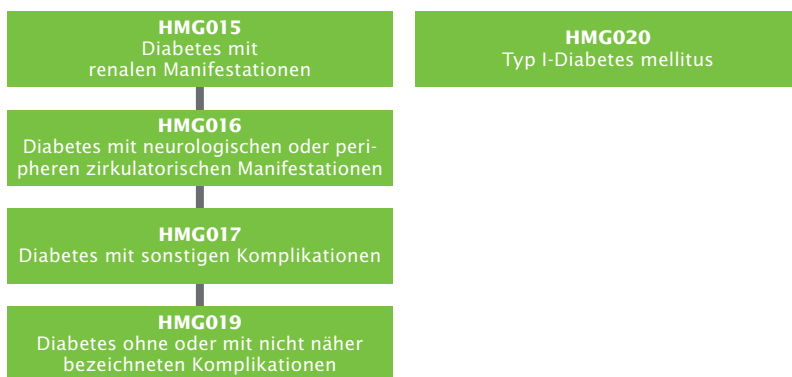 HMG015
Diabetes mit
renalen Manifestationen
HMG020
Typ I-Diabetes mellitus
HMG016
Diabetes mit neurologischen oder peri-
pheren zirkulatorischen Manifestationen
HMG017
Diabetes mit sonstigen Komplikationen
HMG019
Diabetes ohne oder mit nicht näher
bezeichneten Komplikationen